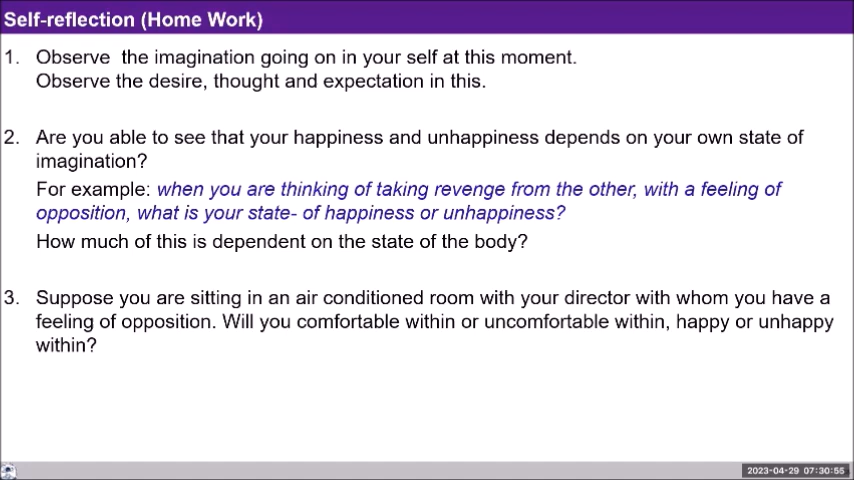 Self-reflection (Home Work)
1. Observe the imagination going on in your self at this moment.
Observe the desire, thought and expectation in this.
2. Are you able to see that your happiness and unhappiness depends on your own state of
imagination?
For example: when you are thinking of taking revenge from the other, with a feeling of
opposition, what is your state- of happiness or unhappiness?
How much of this is dependent on the state of the body?
3. Suppose you are sitting in an air conditioned room with your director with whom you have a
feeling of opposition. Will you comfortable within or uncomfortable within, happy or unhappy
within?
2023-04-29 07:30:55